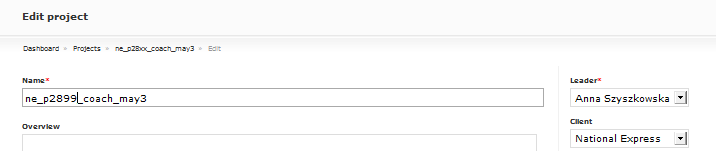 Edit project
Dashboard » Projects » ne_p28xx_coach_may3 » Edit
Name*
ne_p2899_coach_may3
Overview
Leader*
Anna Szyszkowska
Client
National Express